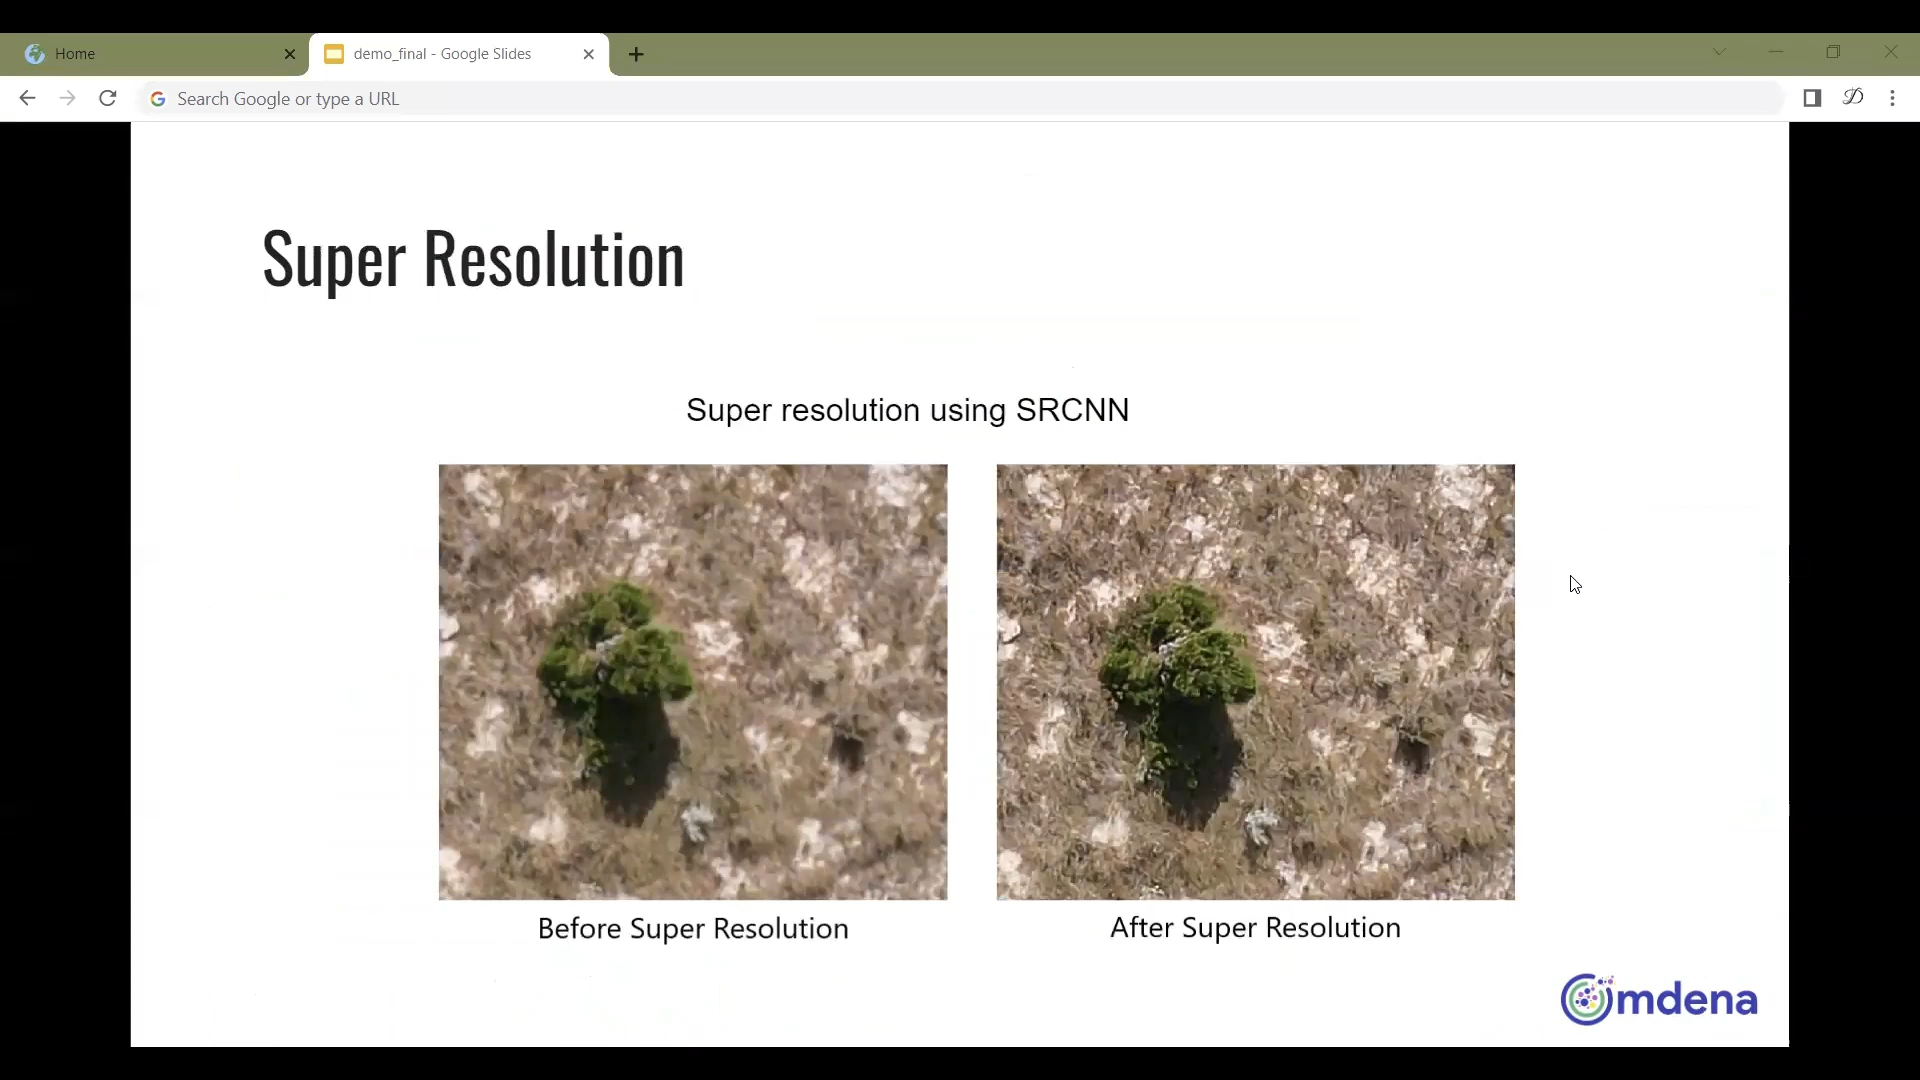 Home
demo_final - Google Slides
Search Google or type a URL
Super Resolution
Super resolution using SRCNN
Before Super Resolution
After Super Resolution
Omdena